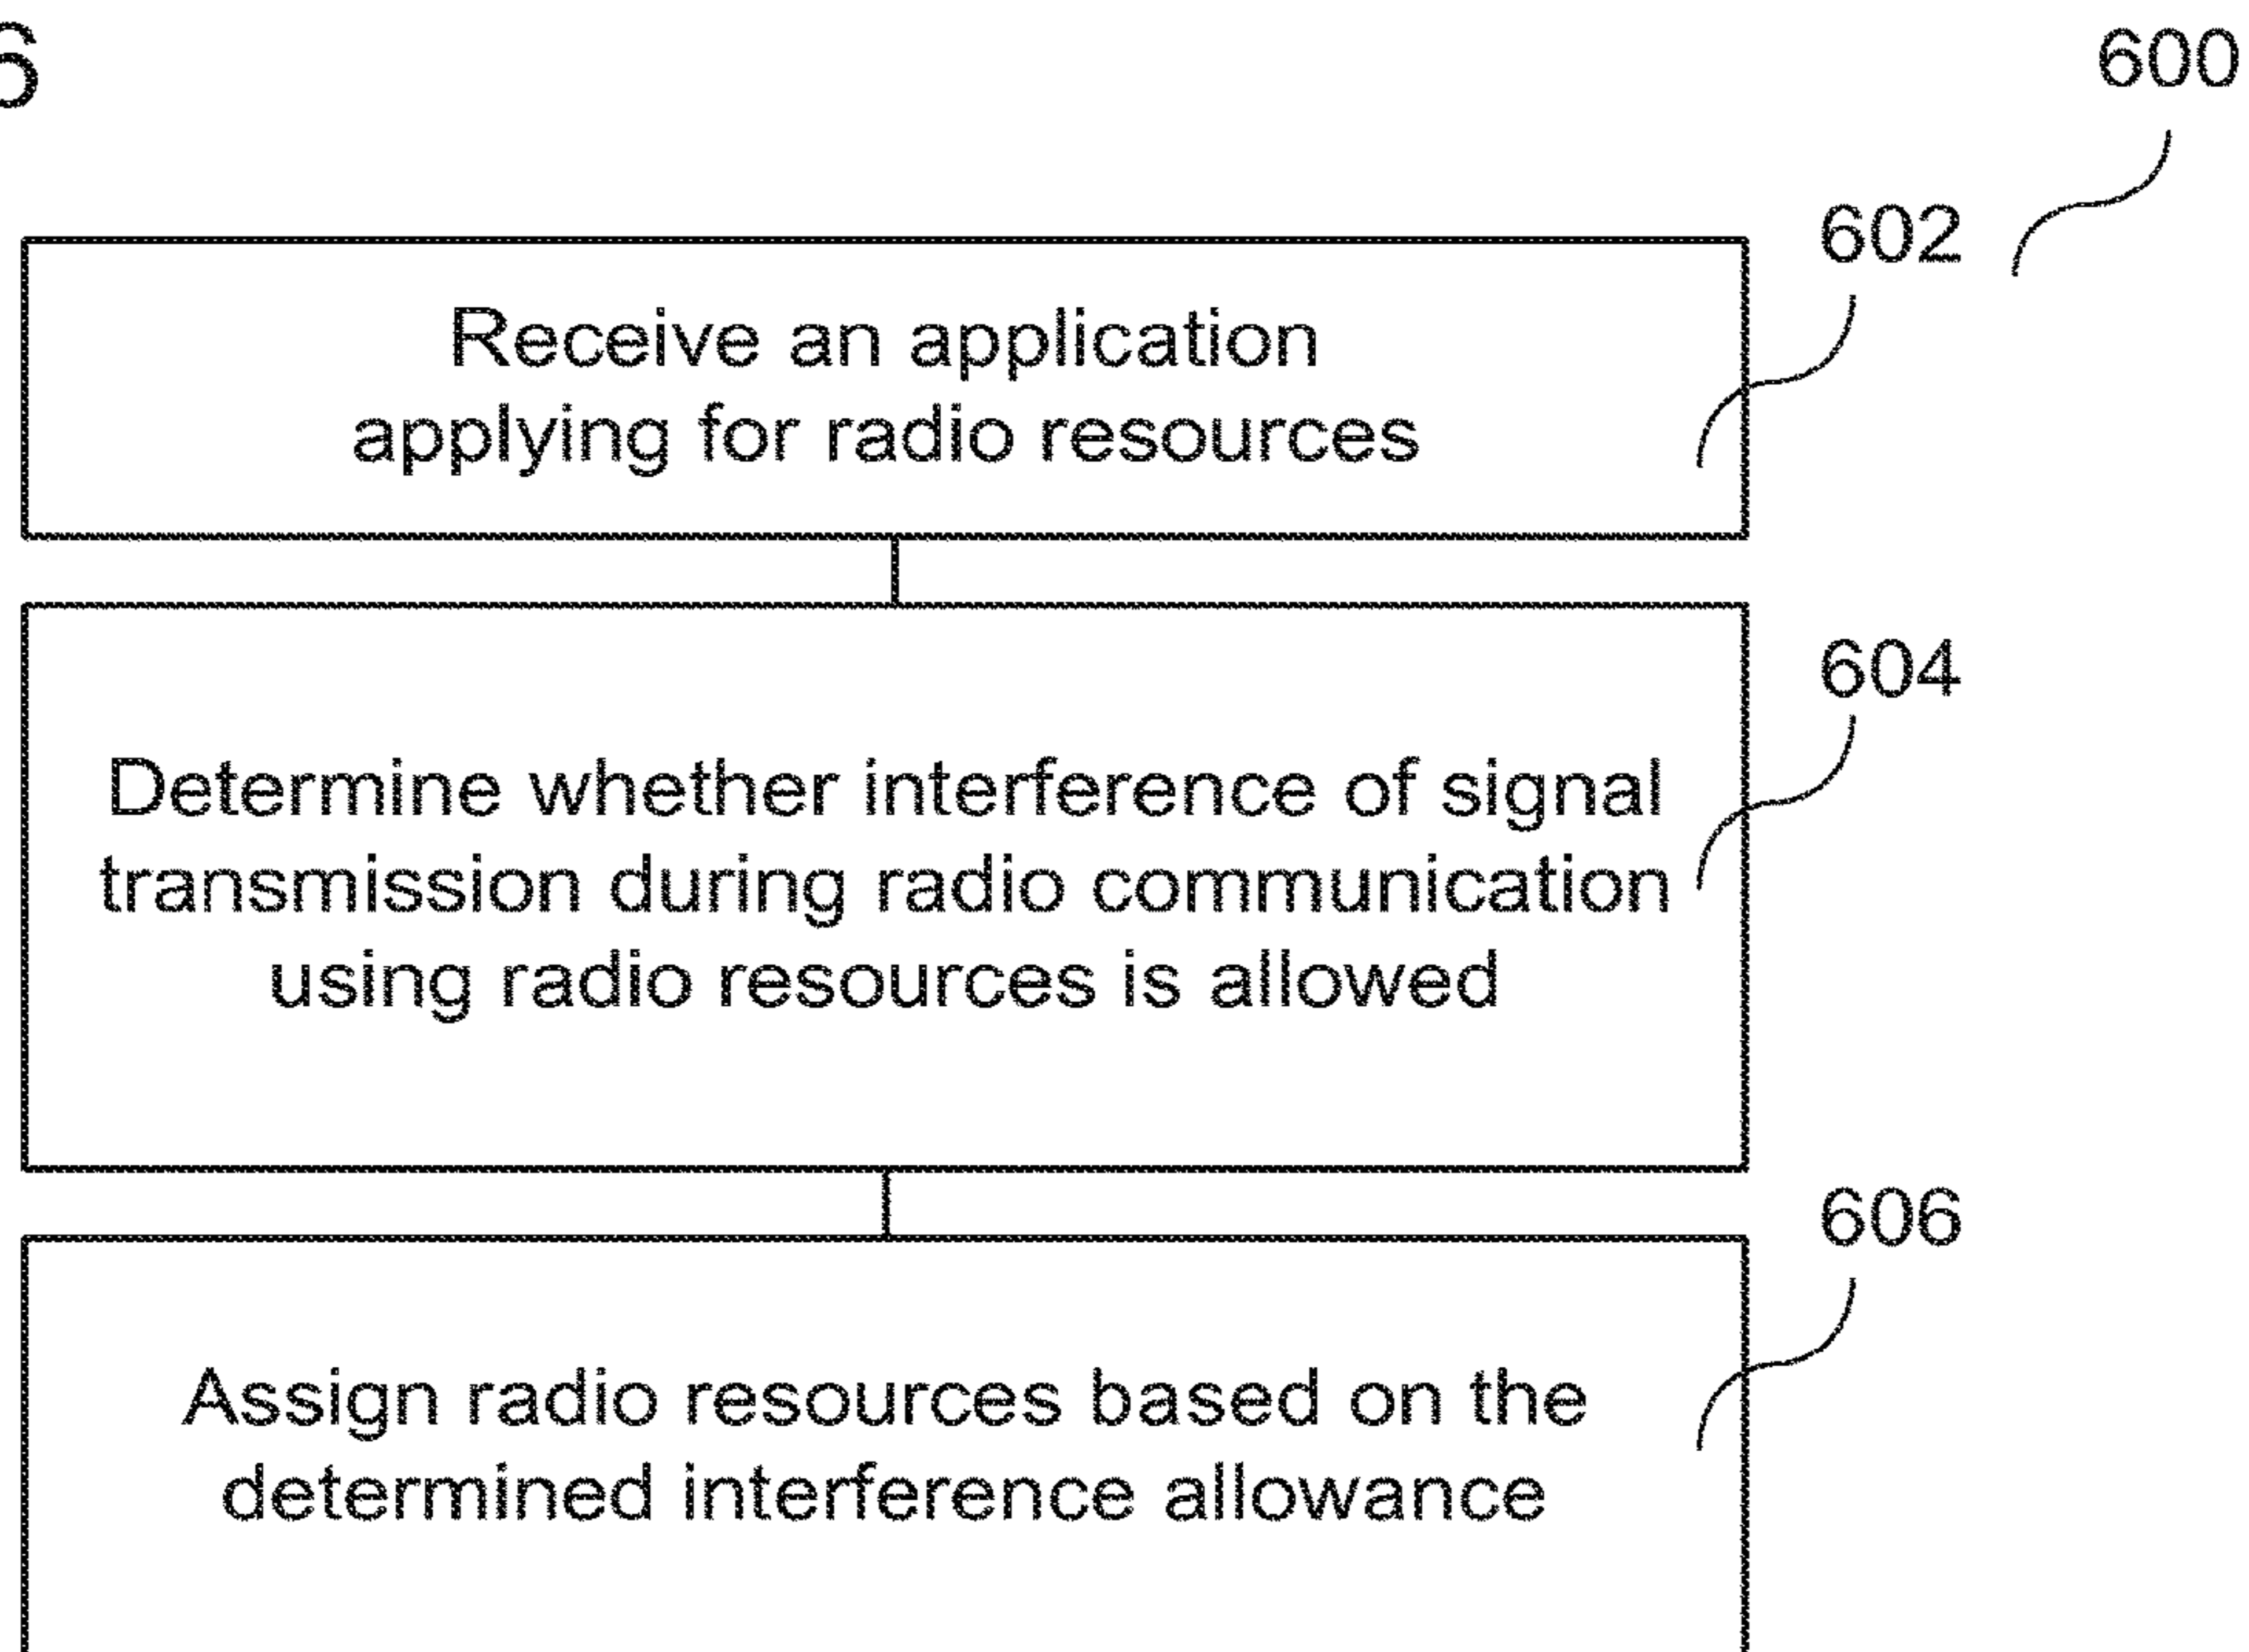 6
600
602
Receive an application
applying for radio resources
604
Determine whether interference of signal
transmission during radio communication
using radio resources is allowed
606
Assign radio resources based on the
determined interference allowance